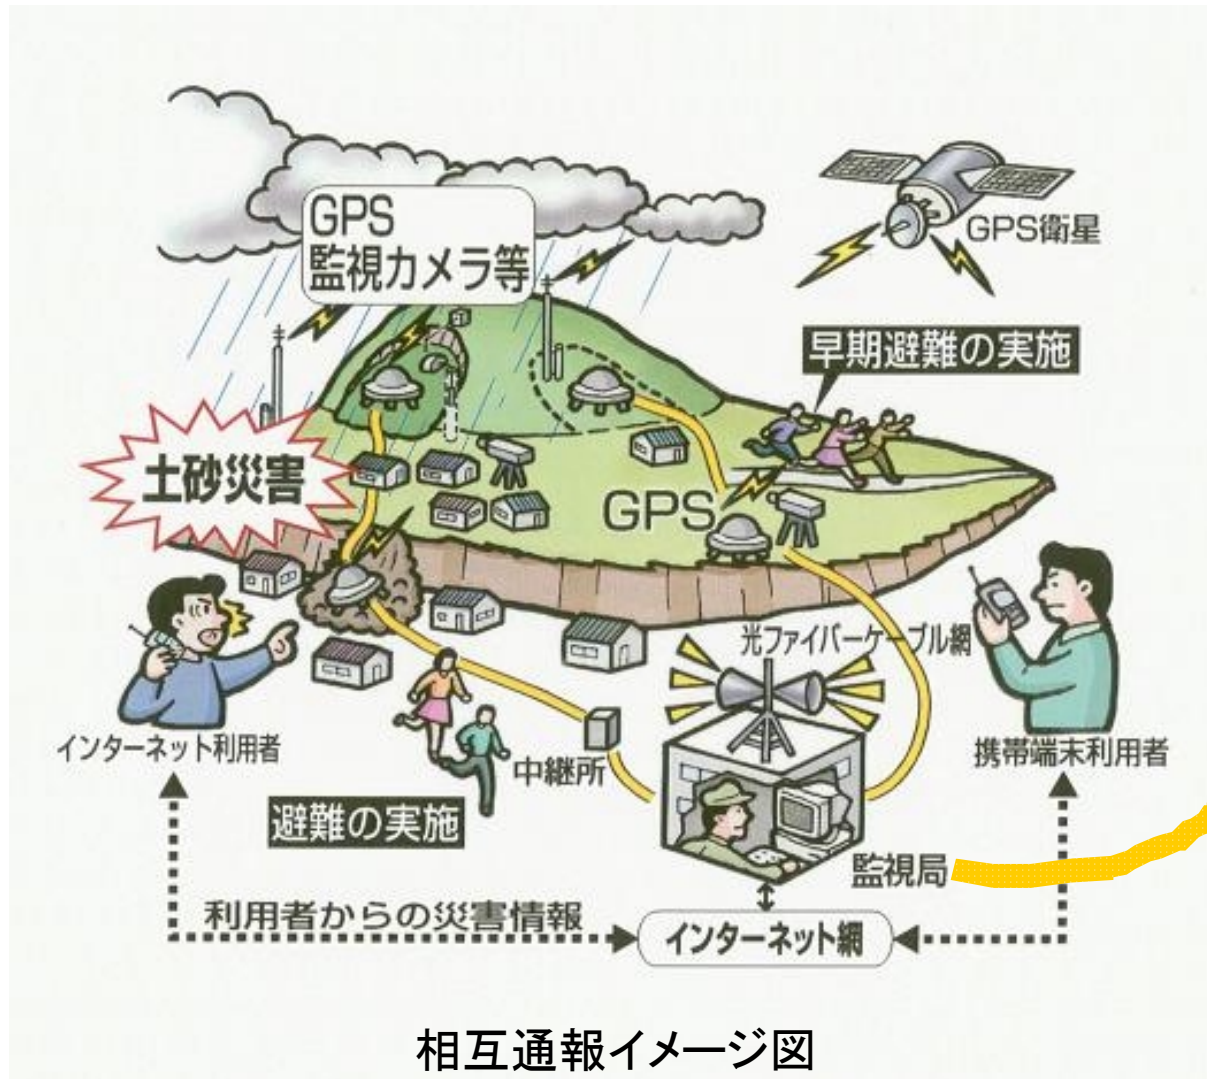 GPS
監視カメラ等
GPS衛星
早期避難の実施
土砂災害
GPS
光ファイバーケーブル網
インターネット利用者
中継所
携帯端末利用者
避難の実施
監視局
利用者からの災害情報
インターネット網
相互通報イメージ図